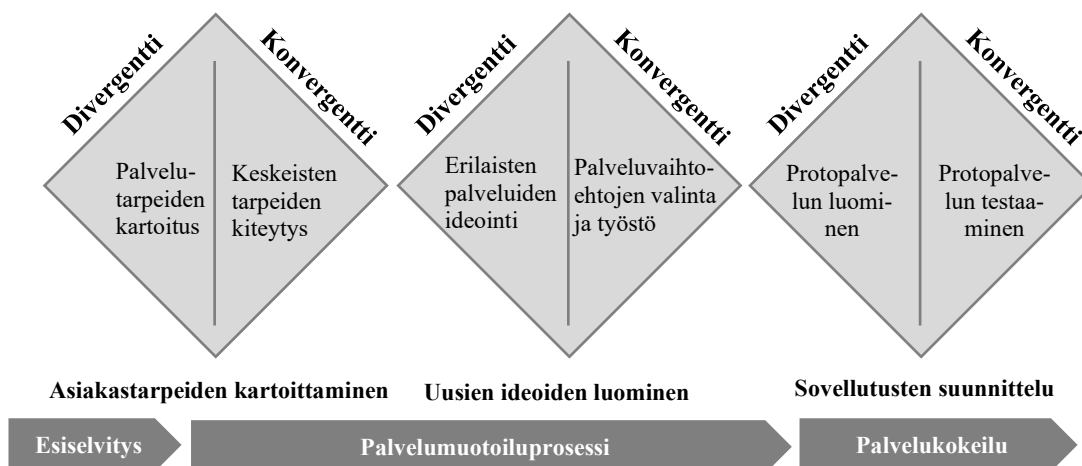 Divergentti
Konvergentti
Palvelu-
tarpeiden
kartoitus
Keskeisten
tarpeiden
kiteytys
Divergentti
Konvergentti
Erilaisten
palveluiden
ideointi
Palveluvaihto-
ehtojen valinta
ja työstö
Divergentti
Konvergentti
Protopalve-
lun luomi-
nen
Protopalve-
lun testaa-
minen
Asiakastarpeiden kartoittaminen
Uusien ideoiden luominen
Sovellutusten suunnittelu
Esiselvitys
Palvelumuotoiluprosessi
Palvelukokeilu